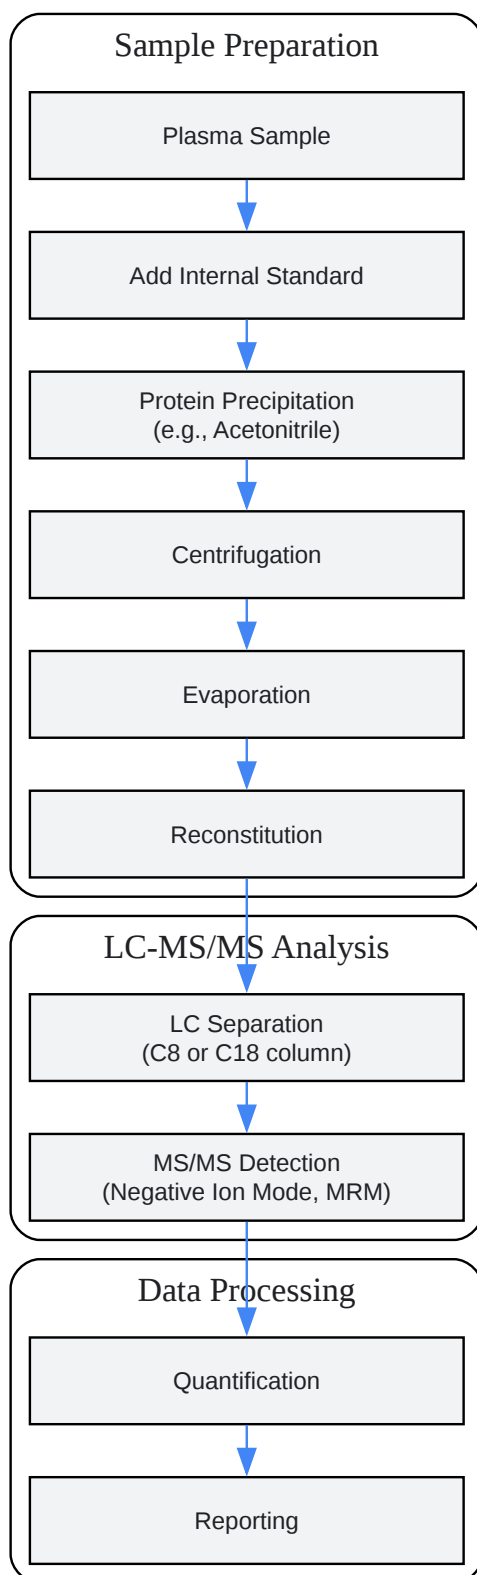 Sample Preparation
Plasma Sample
Add Internal Standard
Protein Precipitation
(e.g., Acetonitrile)
Centrifugation
Evaporation
Reconstitution
LC-MS/MS Analysis
LC Separation
(C8 or C18 column)
MS/MS Detection
(Negative Ion Mode, MRM)
Data Processing
Quantification
Reporting